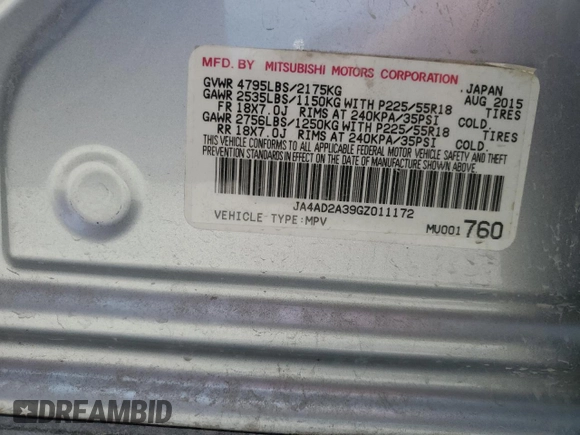 MFD. BY MITSUBISHI MOTORS CORPORATION , JAPAN
GVWR 4795LBS/2175KG AUG 2015
GAWR 2535LBS/1150KG WITH P225/55R18 TIRES
FR 18X7.0J RIMS AT 240KPA/35PSI COLD.
GAWR 2756LBS/1250KG WITH P225/55R18 TIRES
RR 18X7.0J RIMS AT 240KPA/35PSI COLD.
THIS VEHICLE CONFORMS TO ALL APPLICABLE FEDERAL MOTOR VEHICLE SAFETY AND THEFT
PREVENTION STANDARDS IN EFFECT ON THE DATE OF MANUFACTURE SHOWN ABOVE.
JA4AD2A39GZ011172
VEHICLE TYPE:MPV MU001760
DREAMBID